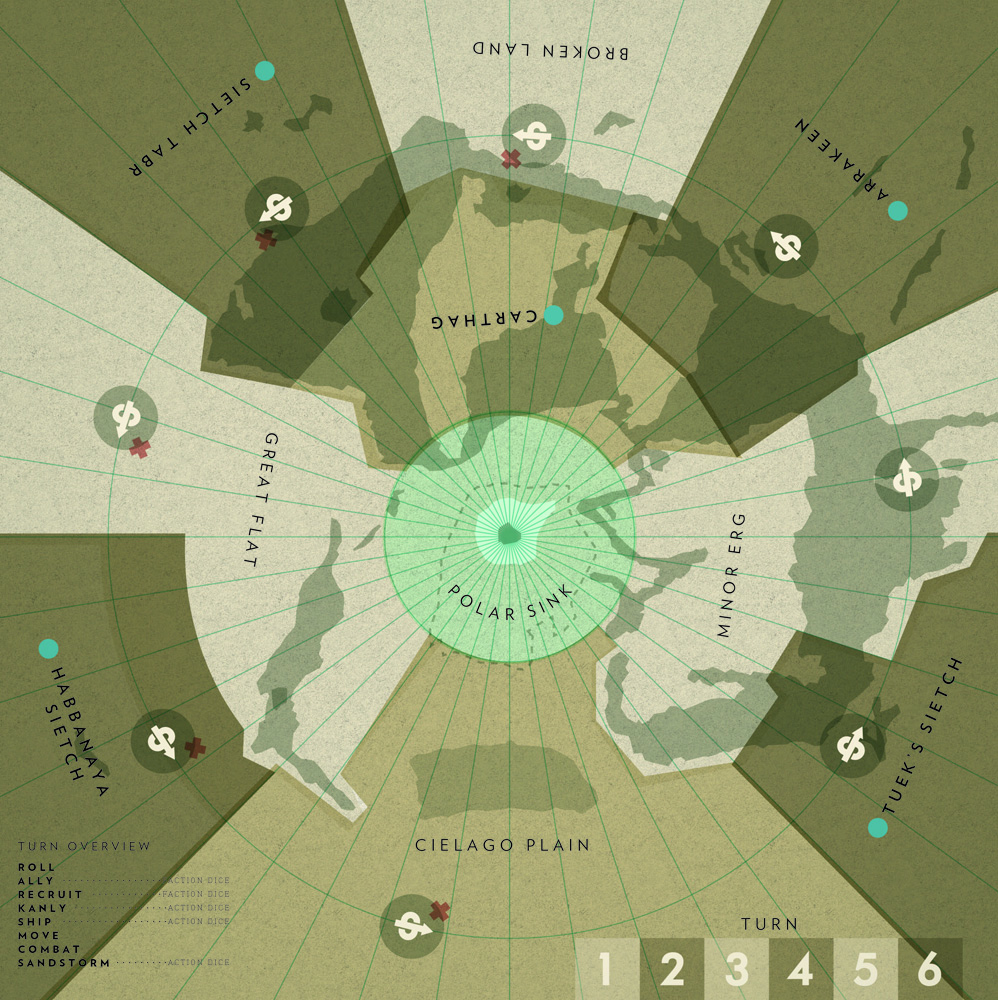 BROKEN LAND
SIETCH TABR
ARRAKEEN
CARTHAG
GREAT FLAT
MINOR ERG
POLAR SINK
HABBANAYA
SIETCH
TUEK'S SIETCH
CIELAGO PLAIN
TURN OVERVIEW
ROLL
ALLY ACTION DICE
RECRUIT FACTION DICE
KANLY ACTION DICE
SHIP ACTION DICE
MOVE
COMBAT
SANDSTORM ACTION DICE
TURN
1 2 3 4 5 6